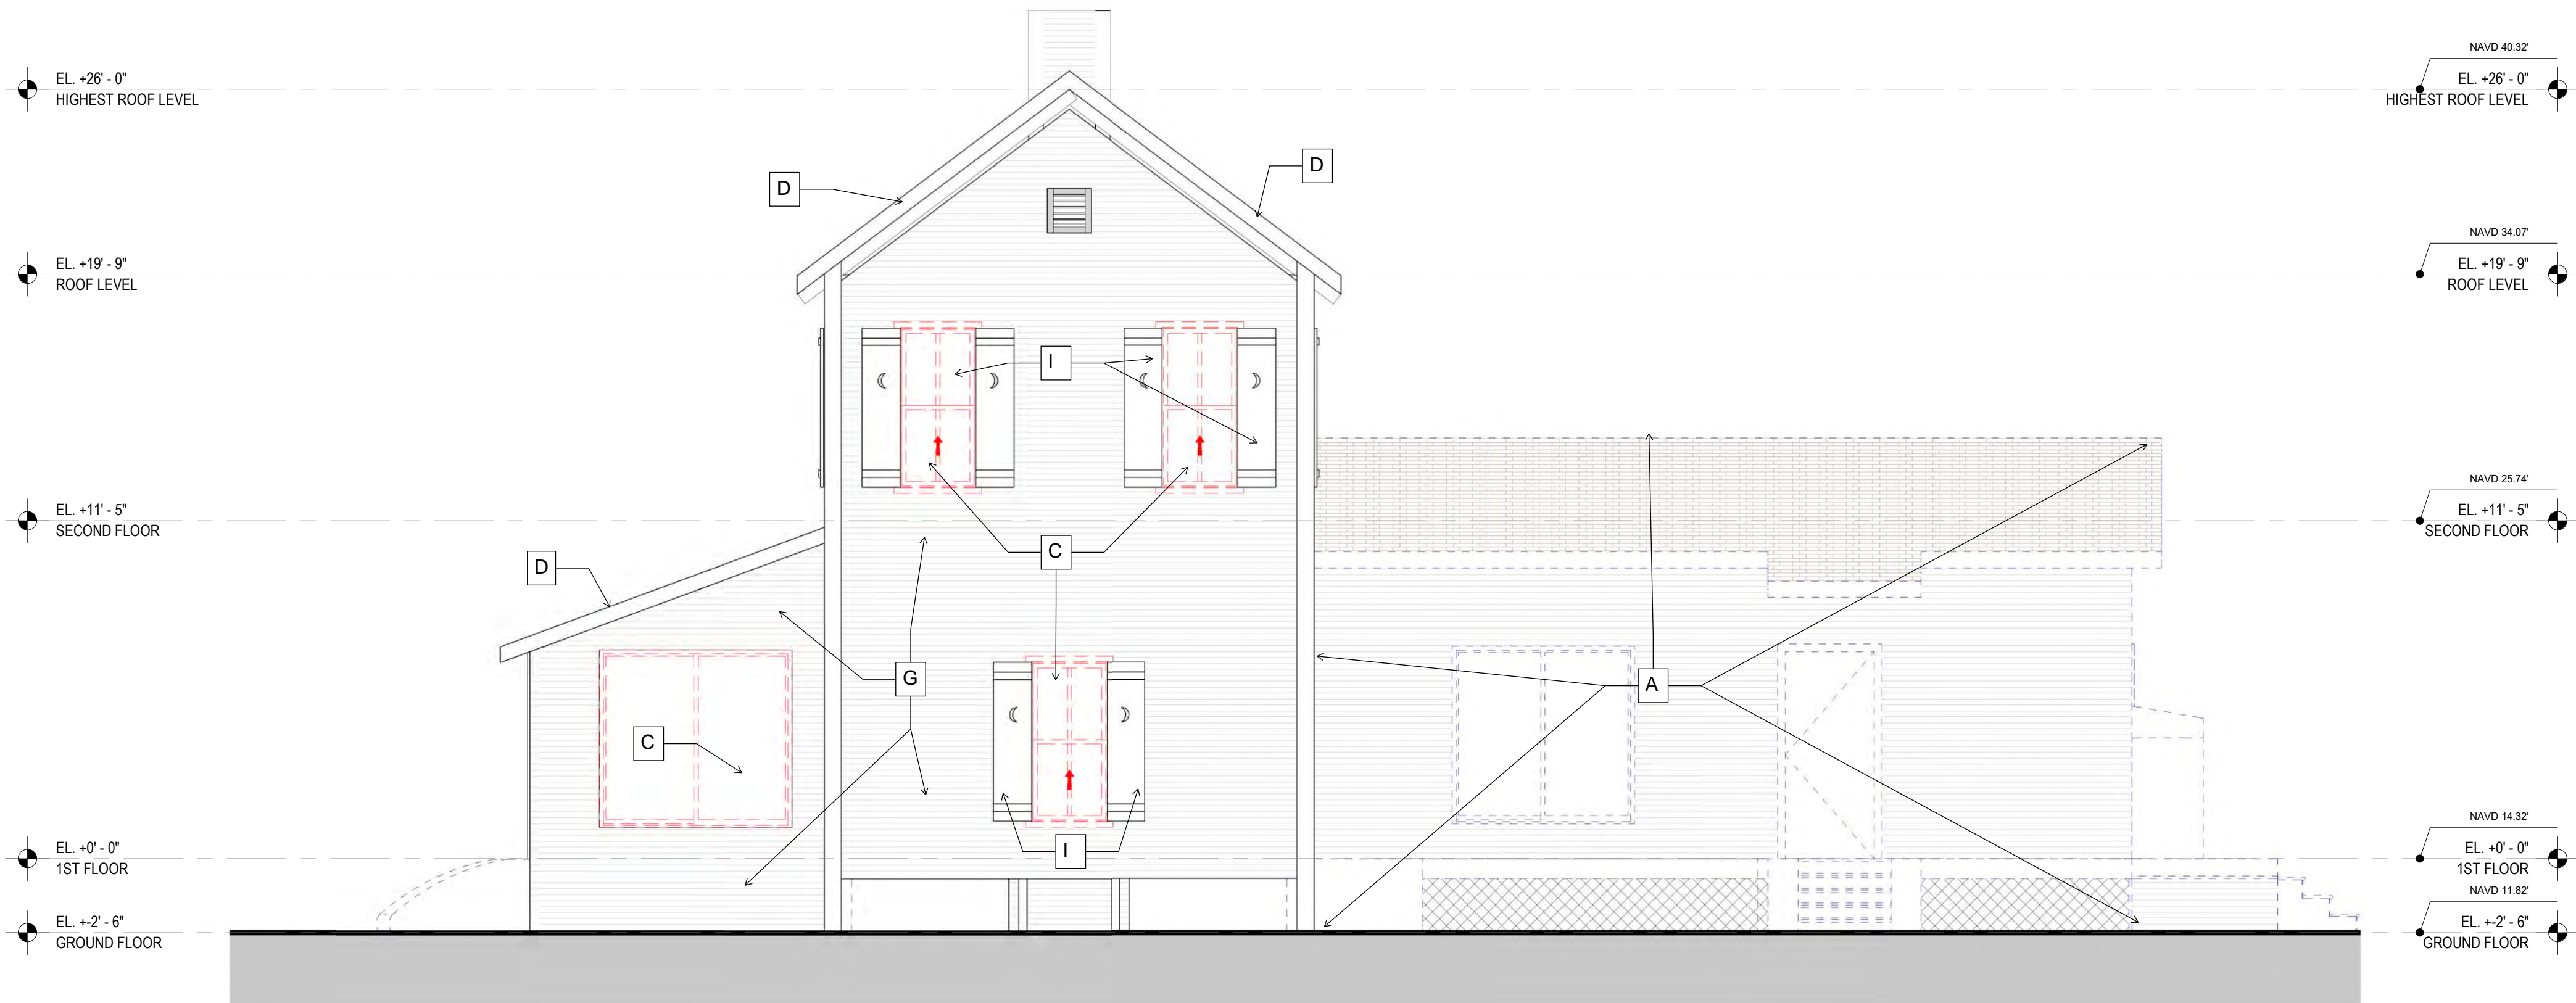 NAVD 40.32'
EL. +26' - 0"
HIGHEST ROOF LEVEL
EL. +26' - 0"
HIGHEST ROOF LEVEL
D
D
NAVD 34.07'
EL. +19' - 9"
ROOF LEVEL
EL. +19' - 9"
ROOF LEVEL
I
NAVD 25.74'
EL. +11' - 5"
SECOND FLOOR
EL. +11' - 5"
SECOND FLOOR
C
D
G
A
C
NAVD 14.32'
EL. +0' - 0"
1ST FLOOR
I
EL. +0' - 0"
1ST FLOOR
NAVD 11.82'
EL. +-2' - 6"
GROUND FLOOR
EL. +-2' - 6"
GROUND FLOOR